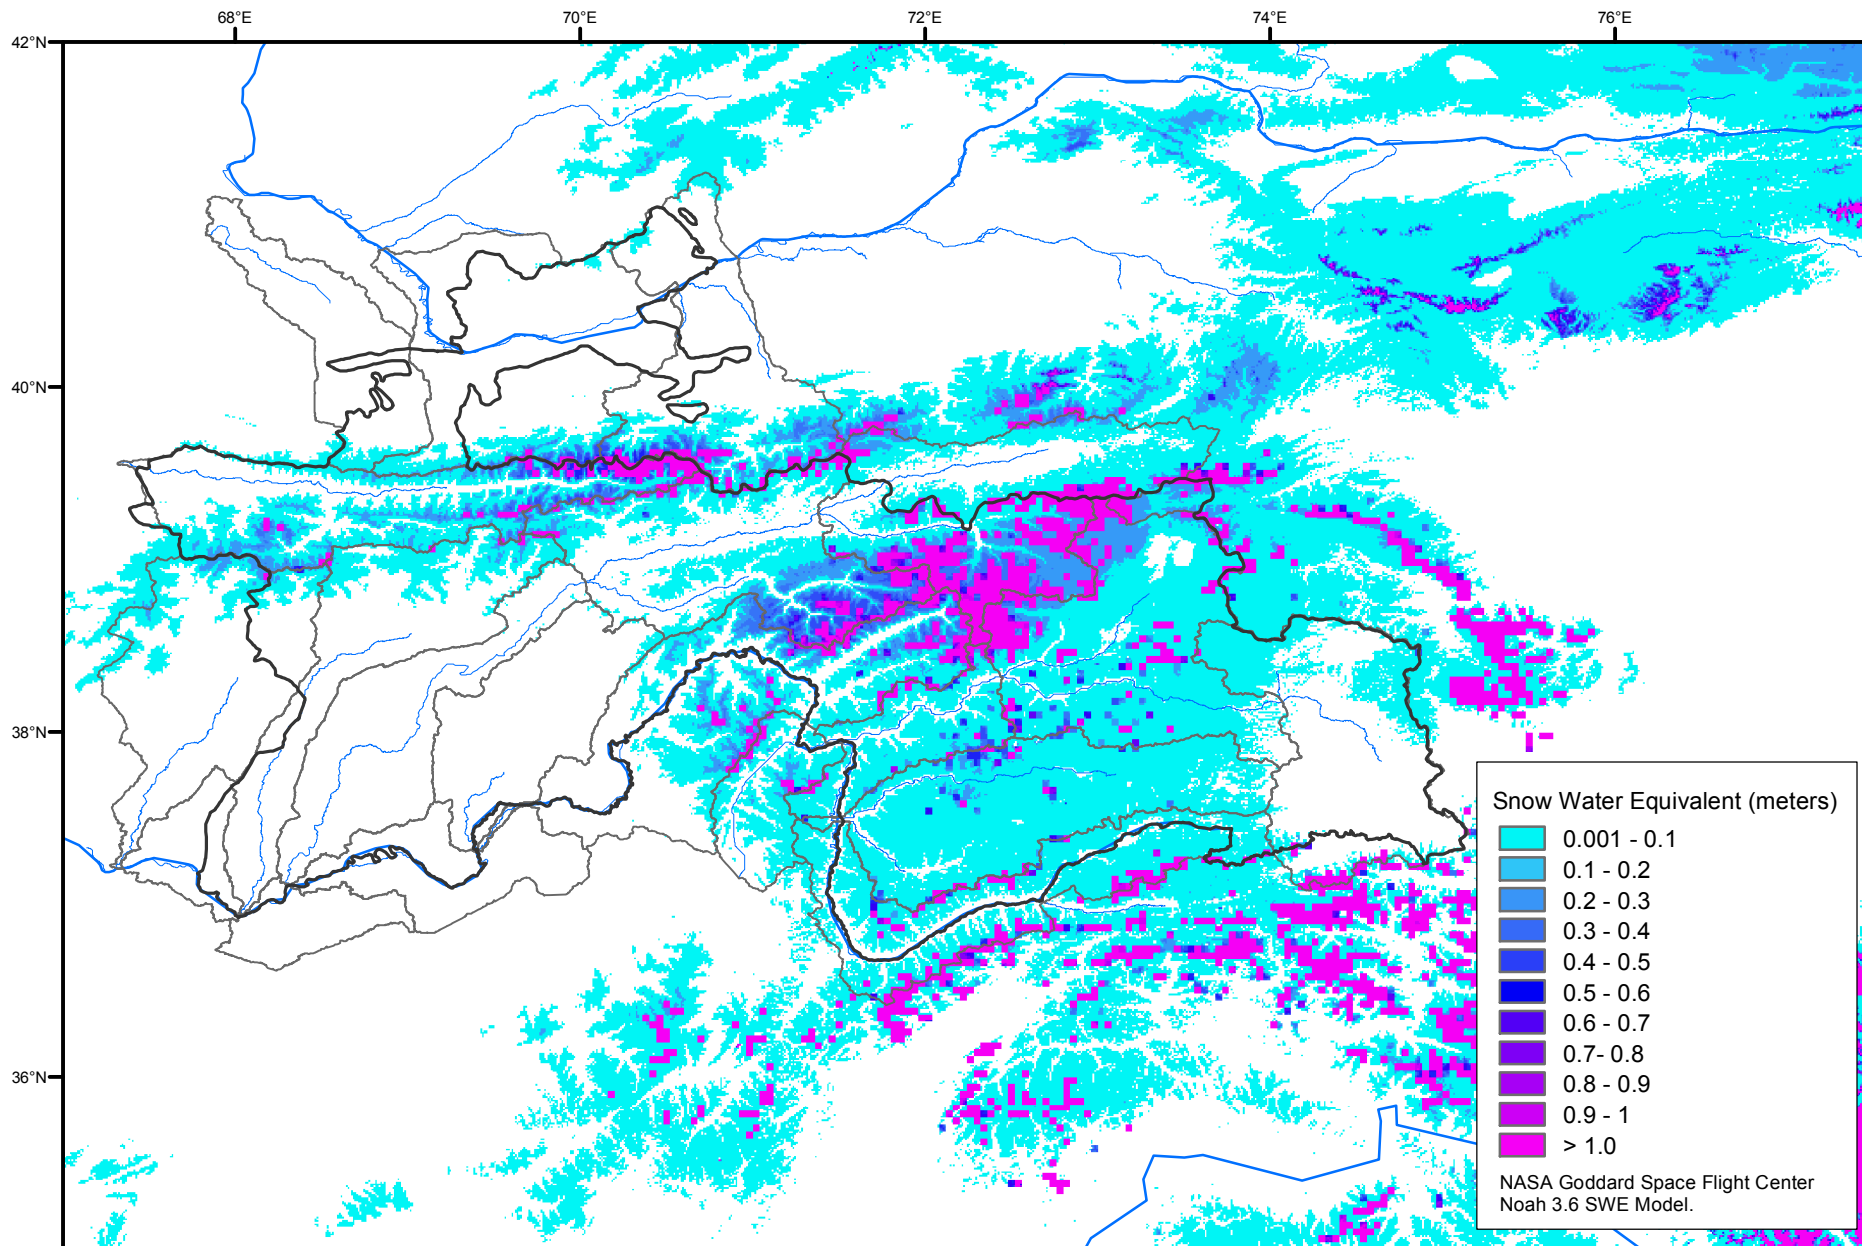 68°E 70°E 72°E 74°E 76°E
42°N
40°N
38°N
36°N
Snow Water Equivalent (meters)
0.001 - 0.1
0.1 - 0.2
0.2 - 0.3
0.3 - 0.4
0.4 - 0.5
0.5 - 0.6
0.6 - 0.7
0.7- 0.8
0.8 - 0.9
0.9 - 1
> 1.0
NASA Goddard Space Flight Center
Noah 3.6 SWE Model.